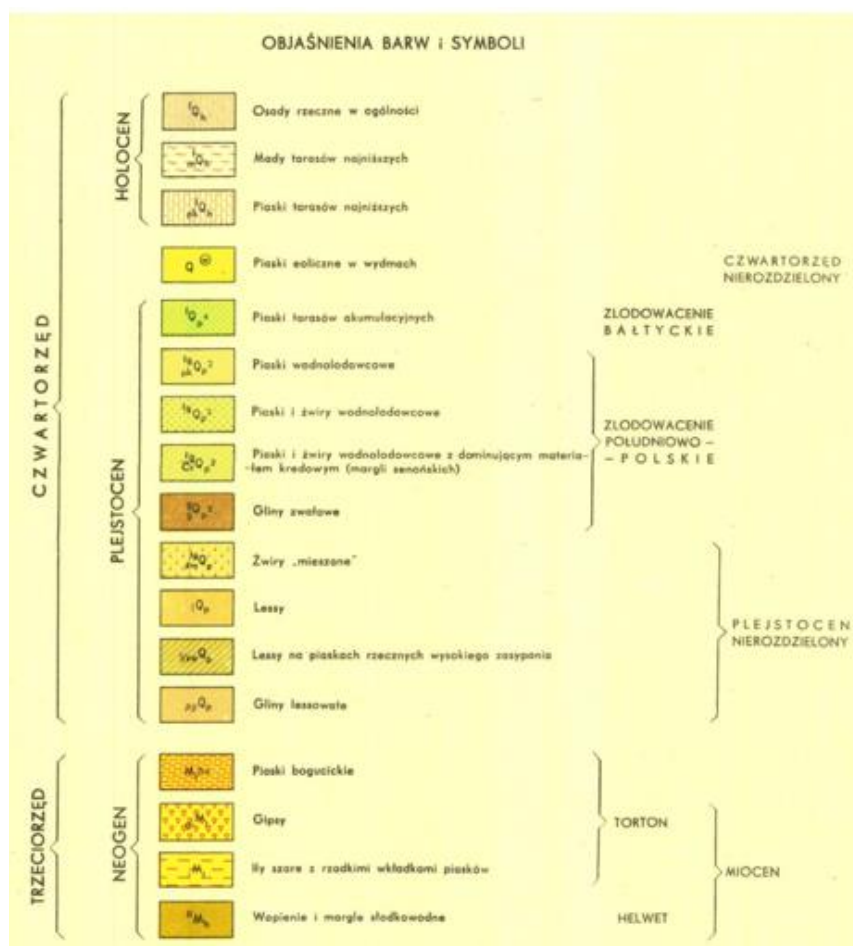 OBJAŚNIENIA BARW i SYMBOLI
CZWARTORZĘD
HOLOCEN
Osady rzeczne w ogólności
Mady tarasów najniższych
Piaski tarasów najniższych
Q
Piaski eoliczne w wydmach
CZWARTORZĘD
NIEROZDZIELONY
PLEJSTOCEN
Piaski tarasów akumulacyjnych
ZLODOWACENIE
BAŁTYCKIE
Piaski wodnolodowcowe
Piaski i żwiry wodnolodowcowe
ZLODOWACENIE
POŁUDNIOWO –
– POLSKIE
Piaski i żwiry wodnolodowcowe z dominującym materia-
-łem kredowym (margli senońskich)
Gliny zwałowe
Żwiry „mieszane"
Lessy
PLEJSTOCEN
NIEROZDZIELONY
Lessy na piaskach rzecznych wysokiego zasypania
Gliny lessowate
TRZECIORZĘD
NEOGEN
Piaski bogucickie
Gipsy
TORTON
Iły szare z rzadkimi wkładkami piasków
MIOCEN
Wapienie i margle słodkowodne
HELWET